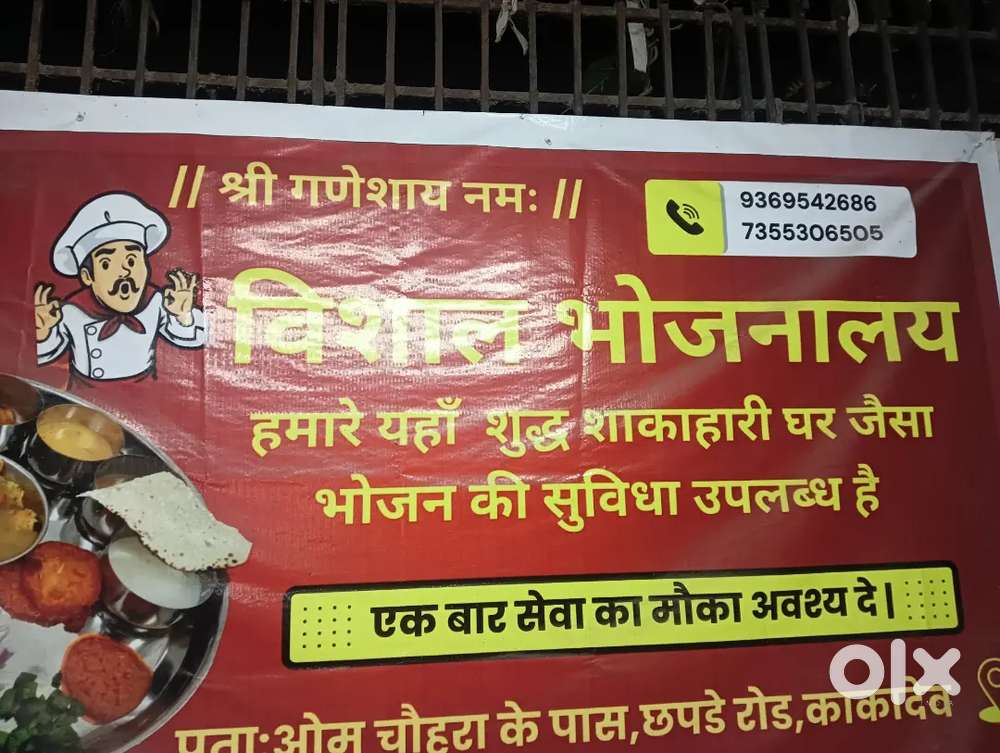 // श्री गणेशाय नमः //
9369542686
7355306505
विशाल भोजनालय
हमारे यहाँ शुद्ध शाकाहारी घर जैसा
भोजन की सुविधा उपलब्ध है
एक बार सेवा का मौका अवश्य दे।
पता:ओम चौहरा के पास,छपडे रोड,काकादेव
olx